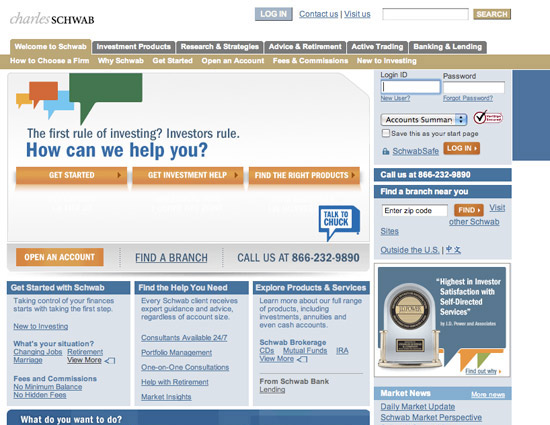 charles SCHWAB
LOG IN Contact us | Visit us SEARCH
Welcome to Schwab Investment Products Research & Strategies Advice & Retirement Active Trading Banking & Lending
How to Choose a Firm Why Schwab Get Started Open an Account Fees & Commissions New to Investing
The first rule of investing? Investors rule.
How can we help you?
GET STARTED GET INVESTMENT HELP FIND THE RIGHT PRODUCTS
TALK TO
CHUCK
OPEN AN ACCOUNT FIND A BRANCH CALL US AT 866-232-9890
Login ID Password
New User? Forgot Password?
Accounts Summary
Save this as your start page
SchwabSafe LOG IN
Call us at 866-232-9890
Find a branch near you
Enter zip code FIND Visit
other Schwab
Sites
Outside the U.S. | 中文
"Highest in Investor
Satisfaction with
Self-Directed
Services"
by J.D. Power and Associates
J.D. POWER
Find out why
Market News More news
Daily Market Update
Schwab Market Perspective
Get Started with Schwab
Taking control of your finances
starts with taking the first step.
New to Investing
What's your situation?
Changing Jobs Retirement
Marriage View More
Fees and Commissions
No Minimum Balance
No Hidden Fees
Find the Help You Need
Every Schwab client receives
expert guidance and advice,
regardless of account size.
Consultants Available 24/7
Portfolio Management
One-on-One Consultations
Help with Retirement
Market Insights
Explore Products & Services
Learn more about our full
range of products, including
investments, annuities and
even cash accounts.
Schwab Brokerage
CDs Mutual Funds IRA
View More
From Schwab Bank
Lending
What do you want to do?